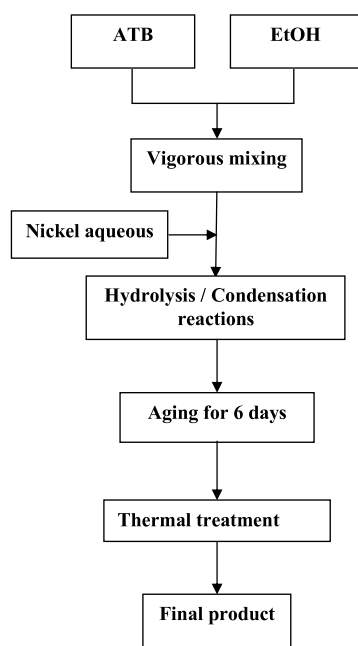 ATB
EtOH
Vigorous mixing
Nickel aqueous
Hydrolysis / Condensation
reactions
Aging for 6 days
Thermal treatment
Final product